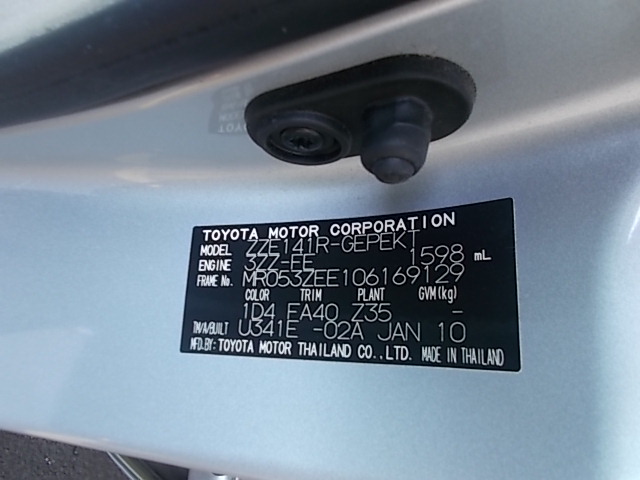 TOYOTA MOTOR CORPORATION
MODEL ZZE141R-GEPEKT
ENGINE 3ZZ-FE 1598 mL
FRAME No. MR053ZEE106169129
COLOR TRIM PLANT GVM(kg)
1D4 FA40 Z35 -
TM/A/BUILT U341E -02A JAN 10
MFD.BY: TOYOTA MOTOR THAILAND CO.,LTD. MADE IN THAILAND